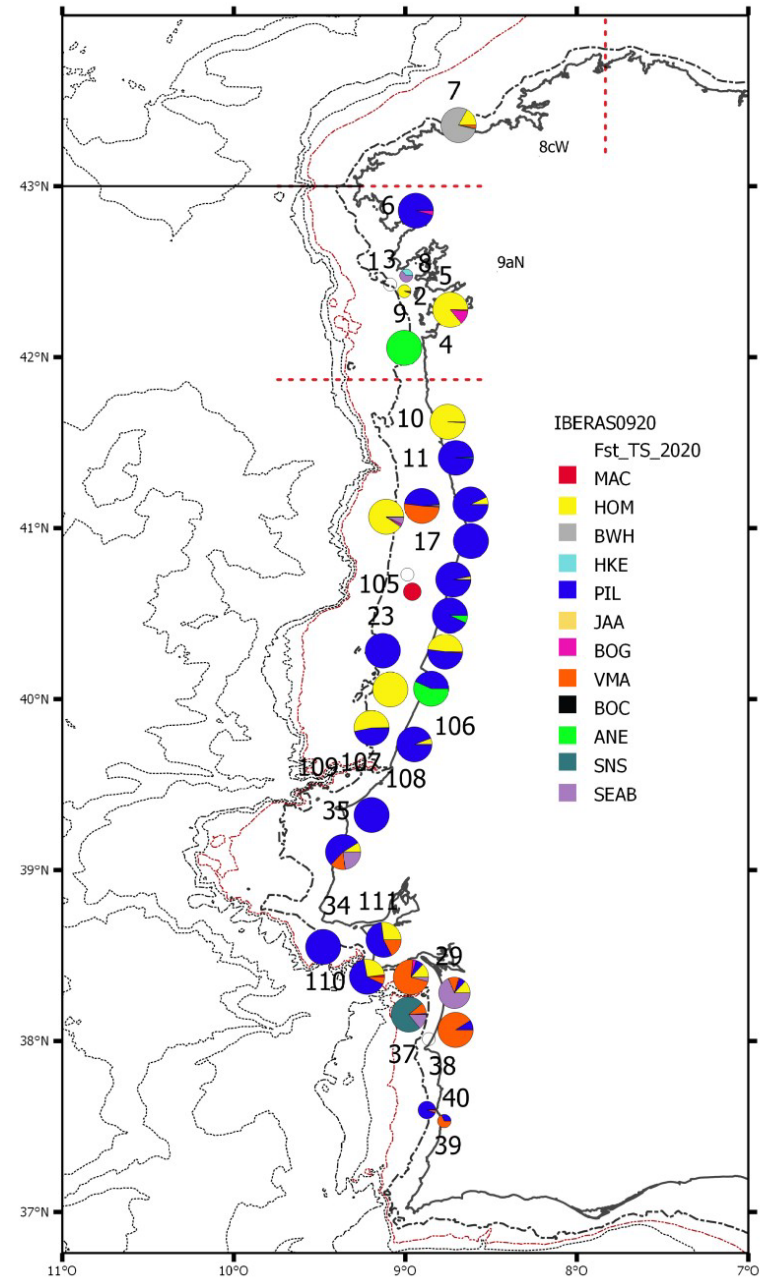 7
8cW
43°N
6
9aN
13
8
5
2
9
42°N
4
10
IBERAS0920
Fst_TS_2020
11
MAC
HOM
41°N
17
BWH
HKE
105
PIL
23
JAA
BOG
VMA
40°N
BOC
106
ANE
109
107
108
SNS
SEAB
35
39°N
34
111
29
110
38°N
37
38
40
39
37°N
11°O
10°O
9°O
8°O
7°O